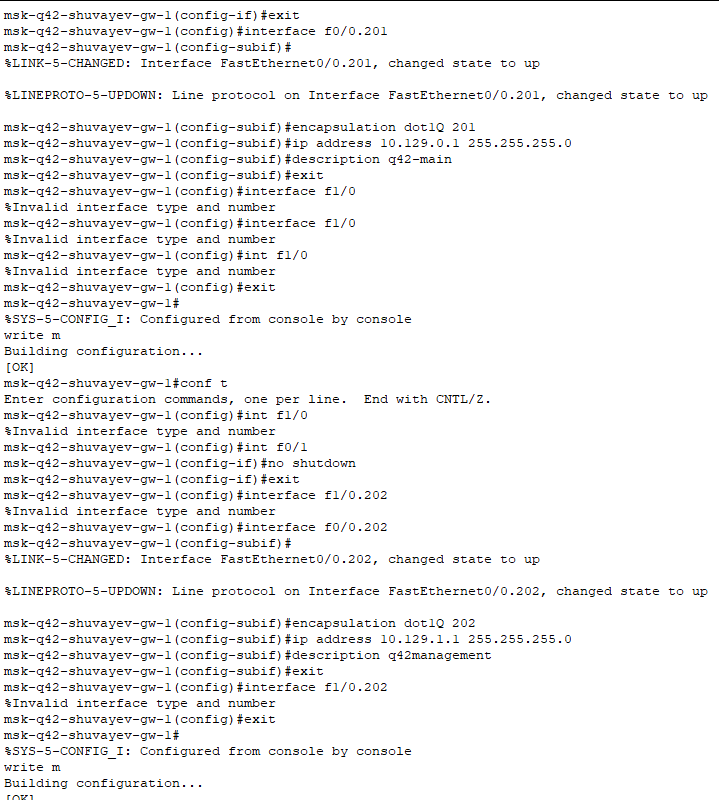 msk-q42-shuvayev-gw-1(config-if)#exit
msk-q42-shuvayev-gw-1(config)#interface f0/0.201
msk-q42-shuvayev-gw-1(config-subif)#
%LINK-5-CHANGED: Interface FastEthernet0/0.201, changed state to up
%LINEPROTO-5-UPDOWN: Line protocol on Interface FastEthernet0/0.201, changed state to up
msk-q42-shuvayev-gw-1(config-subif)#encapsulation dot1Q 201
msk-q42-shuvayev-gw-1(config-subif)#ip address 10.129.0.1 255.255.255.0
msk-q42-shuvayev-gw-1(config-subif)#description q42-main
msk-q42-shuvayev-gw-1(config-subif)#exit
msk-q42-shuvayev-gw-1(config)#interface f1/0
%Invalid interface type and number
msk-q42-shuvayev-gw-1(config)#interface f1/0
%Invalid interface type and number
msk-q42-shuvayev-gw-1(config)#int f1/0
%Invalid interface type and number
msk-q42-shuvayev-gw-1(config)#exit
msk-q42-shuvayev-gw-1#
%SYS-5-CONFIG_I: Configured from console by console
write m
Building configuration...
[OK]
msk-q42-shuvayev-gw-1#conf t
Enter configuration commands, one per line.  End with CNTL/Z.
msk-q42-shuvayev-gw-1(config)#int f1/0
%Invalid interface type and number
msk-q42-shuvayev-gw-1(config)#int f0/1
msk-q42-shuvayev-gw-1(config-if)#no shutdown
msk-q42-shuvayev-gw-1(config-if)#exit
msk-q42-shuvayev-gw-1(config)#interface f1/0.202
%Invalid interface type and number
msk-q42-shuvayev-gw-1(config)#interface f0/0.202
msk-q42-shuvayev-gw-1(config-subif)#
%LINK-5-CHANGED: Interface FastEthernet0/0.202, changed state to up
%LINEPROTO-5-UPDOWN: Line protocol on Interface FastEthernet0/0.202, changed state to up
msk-q42-shuvayev-gw-1(config-subif)#encapsulation dot1Q 202
msk-q42-shuvayev-gw-1(config-subif)#ip address 10.129.1.1 255.255.255.0
msk-q42-shuvayev-gw-1(config-subif)#description q42management
msk-q42-shuvayev-gw-1(config-subif)#exit
msk-q42-shuvayev-gw-1(config)#interface f1/0.202
%Invalid interface type and number
msk-q42-shuvayev-gw-1(config)#exit
msk-q42-shuvayev-gw-1#
%SYS-5-CONFIG_I: Configured from console by console
write m
Building configuration...
[OK]